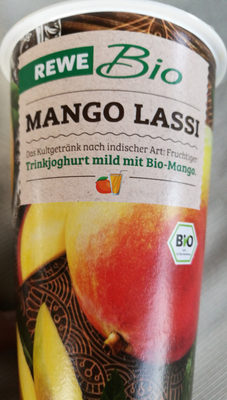 REWE Bio
MANGO LASSI
Das Kultgetränk nach indischer Art: Fruchtiger
Trinkjoghurt mild mit Bio-Mango.
BIO